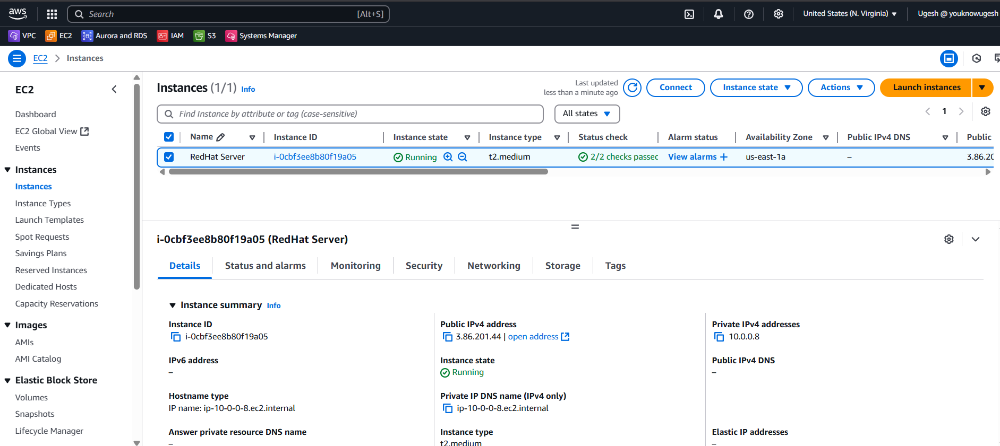 aws
Search [Alt+S]
United States (N. Virginia)
Ugesh @ youknowugesh
VPC EC2 Aurora and RDS IAM S3 Systems Manager
EC2 > Instances
EC2
Dashboard
EC2 Global View
Events
Instances
Instances
Instance Types
Launch Templates
Spot Requests
Savings Plans
Reserved Instances
Dedicated Hosts
Capacity Reservations
Images
AMIs
AMI Catalog
Elastic Block Store
Volumes
Snapshots
Lifecycle Manager
Instances (1/1) Info
Last updated
less than a minute ago
Connect Instance state Actions Launch instances
Find Instance by attribute or tag (case-sensitive)
All states
1
Name Instance ID Instance state Instance type Status check Alarm status Availability Zone Public IPv4 DNS Public
RedHat Server i-0cbf3ee8b80f19a05 Running t2.medium 2/2 checks passed View alarms + us-east-1a – 3.86.20
i-0cbf3ee8b80f19a05 (RedHat Server)
Details Status and alarms Monitoring Security Networking Storage Tags
Instance summary Info
Instance ID
i-0cbf3ee8b80f19a05
Public IPv4 address
3.86.201.44 | open address
Private IPv4 addresses
10.0.0.8
IPv6 address
–
Instance state
Running
Public IPv4 DNS
–
Hostname type
IP name: ip-10-0-0-8.ec2.internal
Private IP DNS name (IPv4 only)
ip-10-0-0-8.ec2.internal
Answer private resource DNS name
–
Instance type
t2.medium
Elastic IP addresses
–